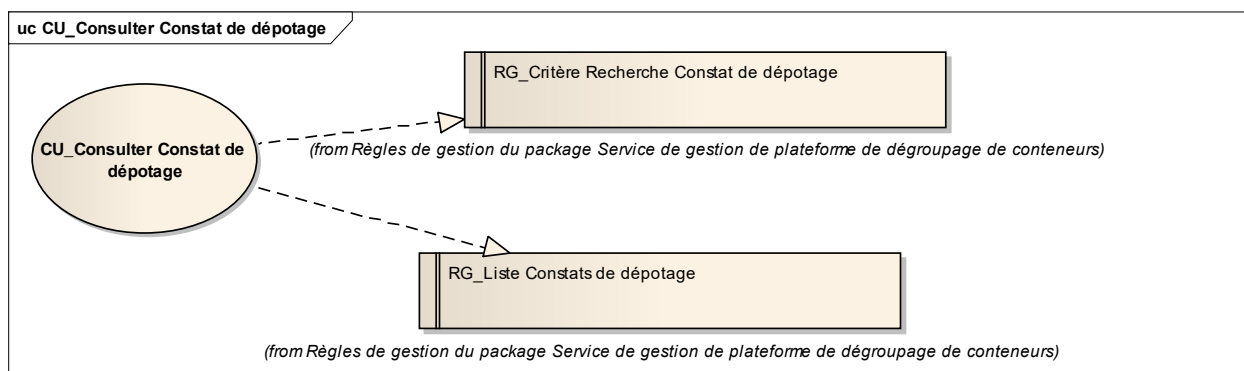 uc CU_Consulter Constat de dépotage
RG_Critère Recherche Constat de dépotage
(from Règles de gestion du package Service de gestion de plateforme de dégroupage de conteneurs)
CU_Consulter Constat de
dépotage
RG_Liste Constats de dépotage
(from Règles de gestion du package Service de gestion de plateforme de dégroupage de conteneurs)